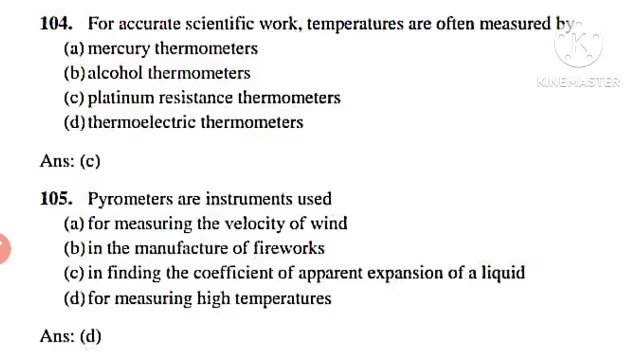 104. For accurate scientific work, temperatures are often measured by
(a) mercury thermometers
(b) alcohol thermometers
(c) platinum resistance thermometers
(d) thermoelectric thermometers
Ans: (c)
105. Pyrometers are instruments used
(a) for measuring the velocity of wind
(b) in the manufacture of fireworks
(c) in finding the coefficient of apparent expansion of a liquid
(d) for measuring high temperatures
Ans: (d)
K
KINEMASTER